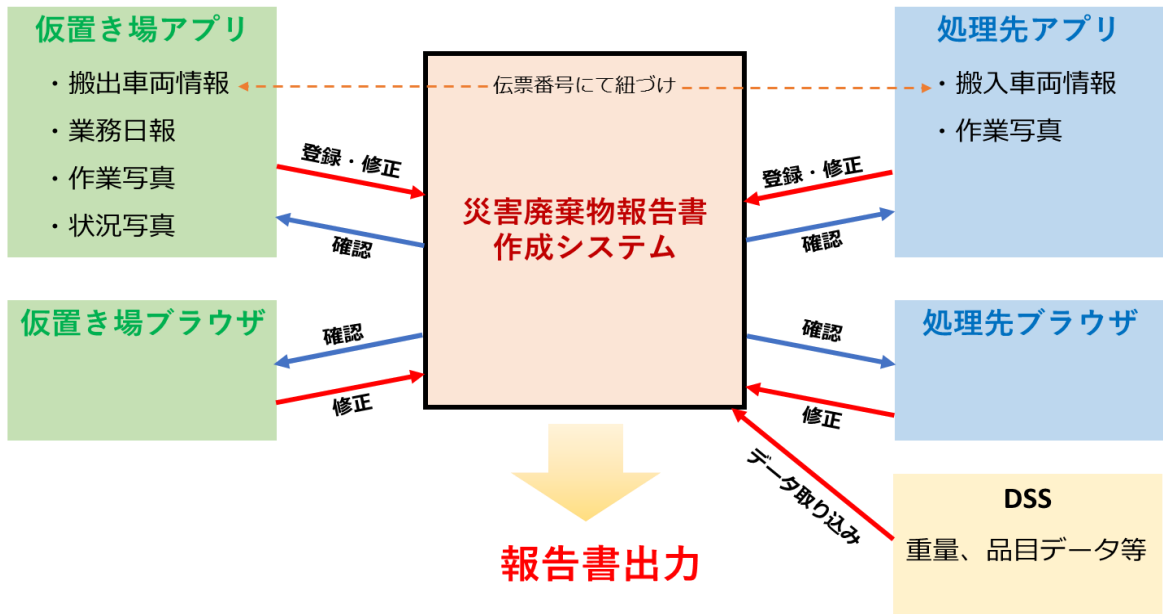 仮置き場アプリ
・搬出車両情報
・業務日報
・作業写真
・状況写真
伝票番号にて紐づけ
処理先アプリ
・搬入車両情報
・作業写真
登録・修正
確認
災害廃棄物報告書
作成システム
登録・修正
確認
仮置き場ブラウザ
確認
修正
処理先ブラウザ
確認
修正
データ取り込み
DSS
重量、品目データ等
報告書出力